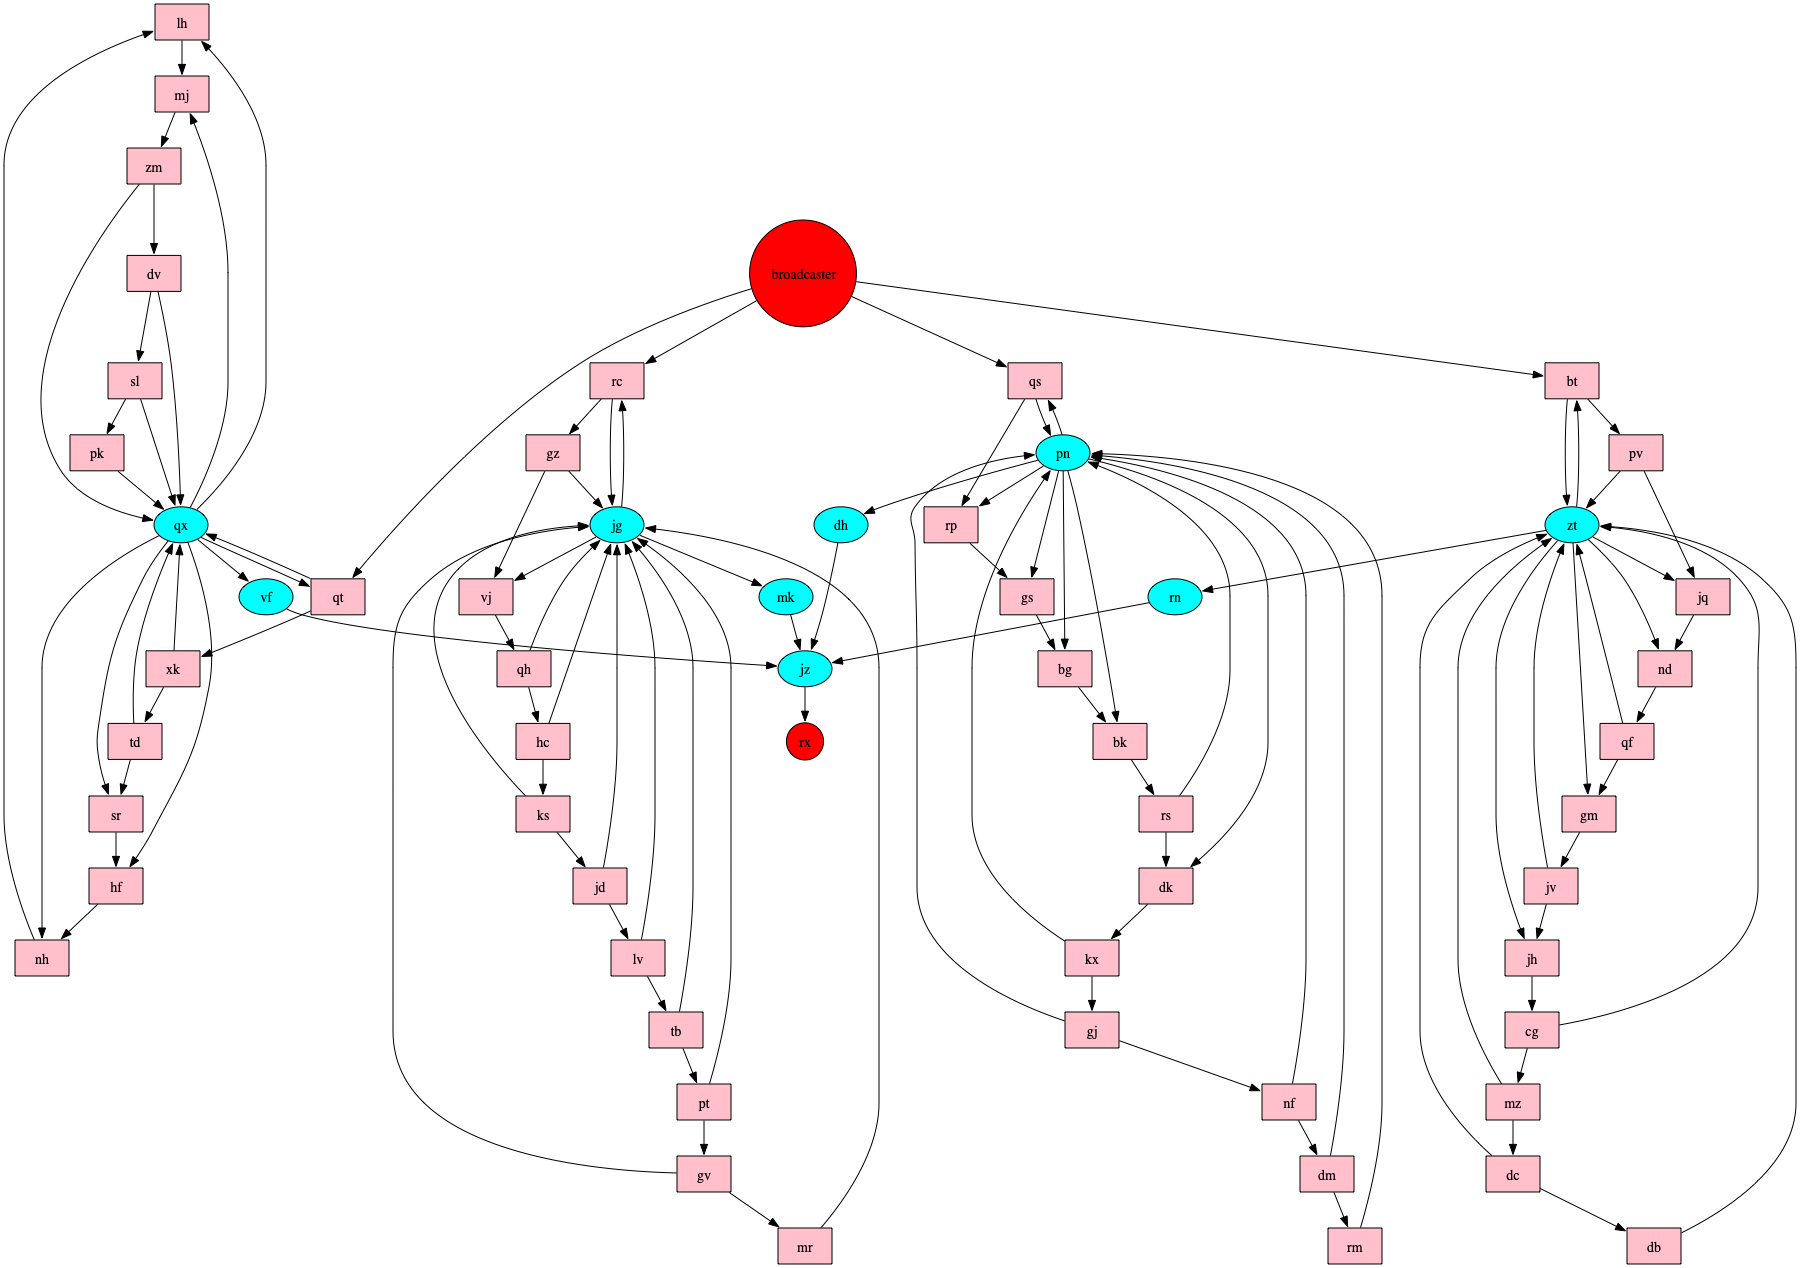 lh
mj
zm
dv
broadcaster
sl
rc
qs
bt
pk
gz
pn
pv
qx
jg
dh
rp
zt
vf
qt
vj
mk
gs
rn
jq
xk
qh
jz
bg
nd
td
hc
rx
bk
qf
sr
ks
rs
gm
hf
jd
dk
jv
nh
lv
kx
jh
tb
gj
cg
pt
nf
mz
gv
dm
dc
mr
rm
db